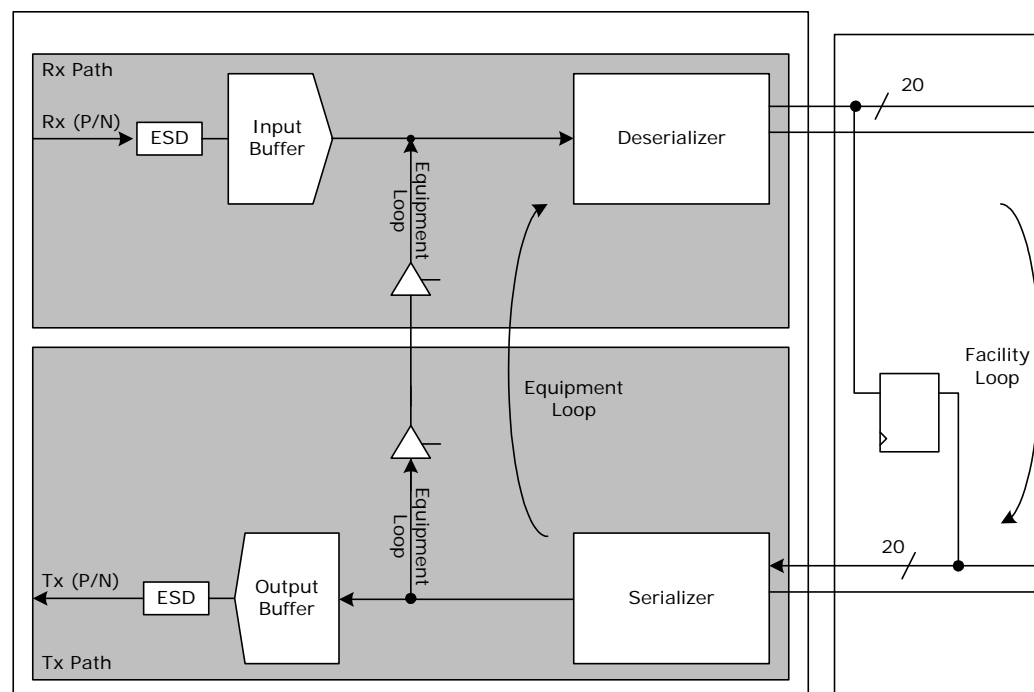 Rx Path
Rx (P/N)
ESD
Input
Buffer
Deserializer
20
Equipment
Loop
Equipment
Loop
Facility
Loop
Equipment
Loop
20
Tx (P/N)
ESD
Output
Buffer
Serializer
Tx Path